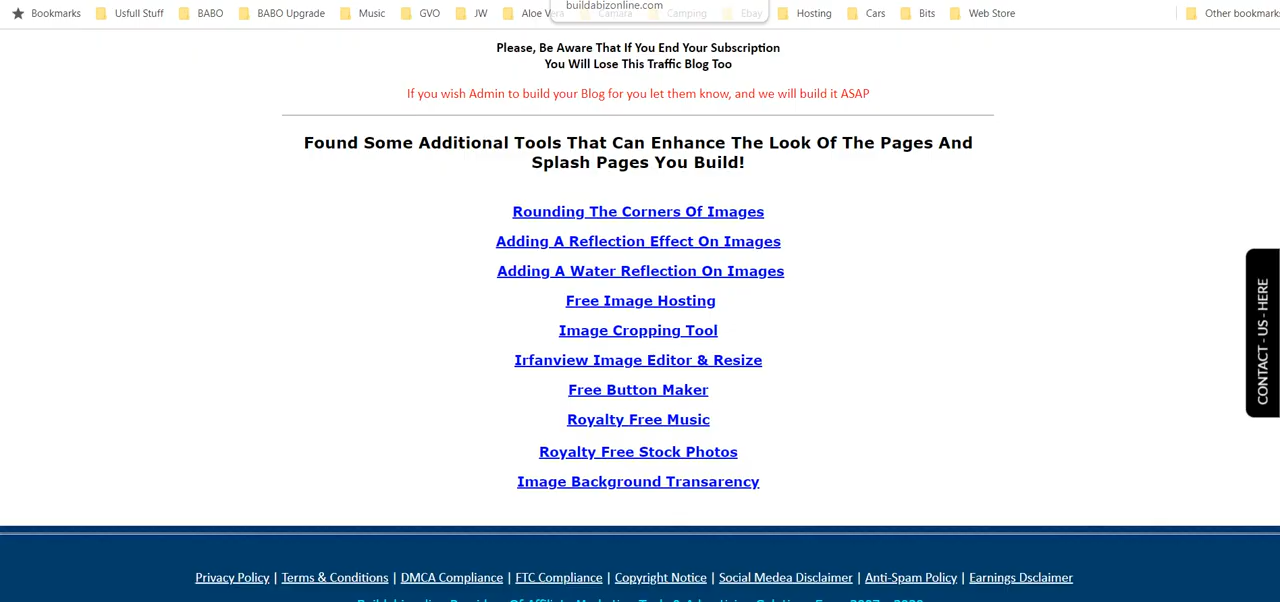 buildabizonline.com
Bookmarks Usfull Stuff BABO BABO Upgrade Music GVO JW Aloe Vera Camara Camping Ebay Hosting Cars Bits Web Store Other bookmarks
Please, Be Aware That If You End Your Subscription
You Will Lose This Traffic Blog Too
If you wish Admin to build your Blog for you let them know, and we will build it ASAP
Found Some Additional Tools That Can Enhance The Look Of The Pages And
Splash Pages You Build!
Rounding The Corners Of Images
Adding A Reflection Effect On Images
Adding A Water Reflection On Images
Free Image Hosting
Image Cropping Tool
Irfanview Image Editor & Resize
Free Button Maker
Royalty Free Music
Royalty Free Stock Photos
Image Background Transarency
CONTACT - US - HERE
Privacy Policy | Terms & Conditions | DMCA Compliance | FTC Compliance | Copyright Notice | Social Medea Disclaimer | Anti-Spam Policy | Earnings Dsclaimer